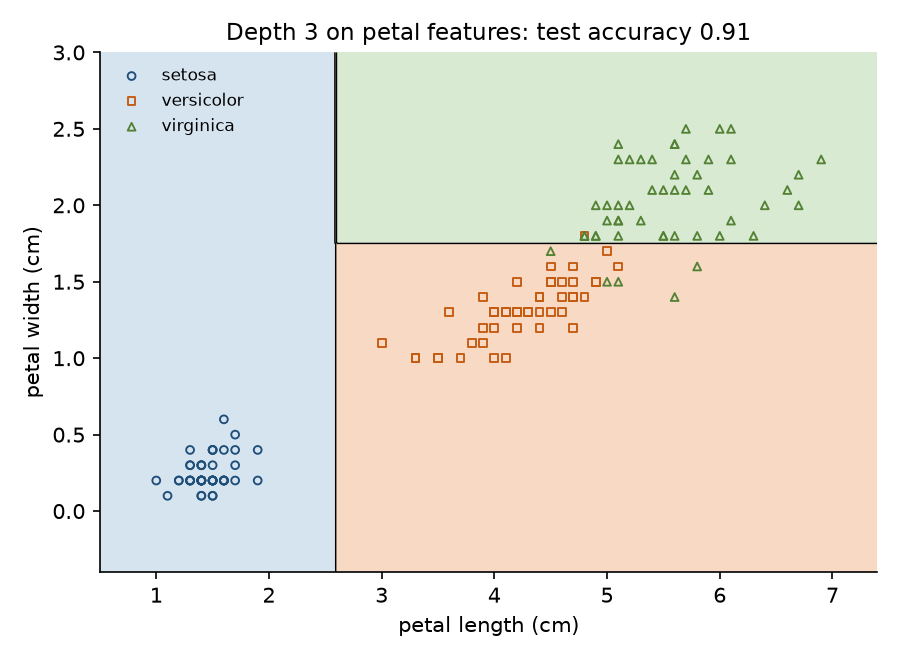 Depth 3 on petal features: test accuracy 0.91
3.0
2.5
2.0
1.5
1.0
0.5
0.0
petal width (cm)
setosa
versicolor
virginica
1 2 3 4 5 6 7
petal length (cm)